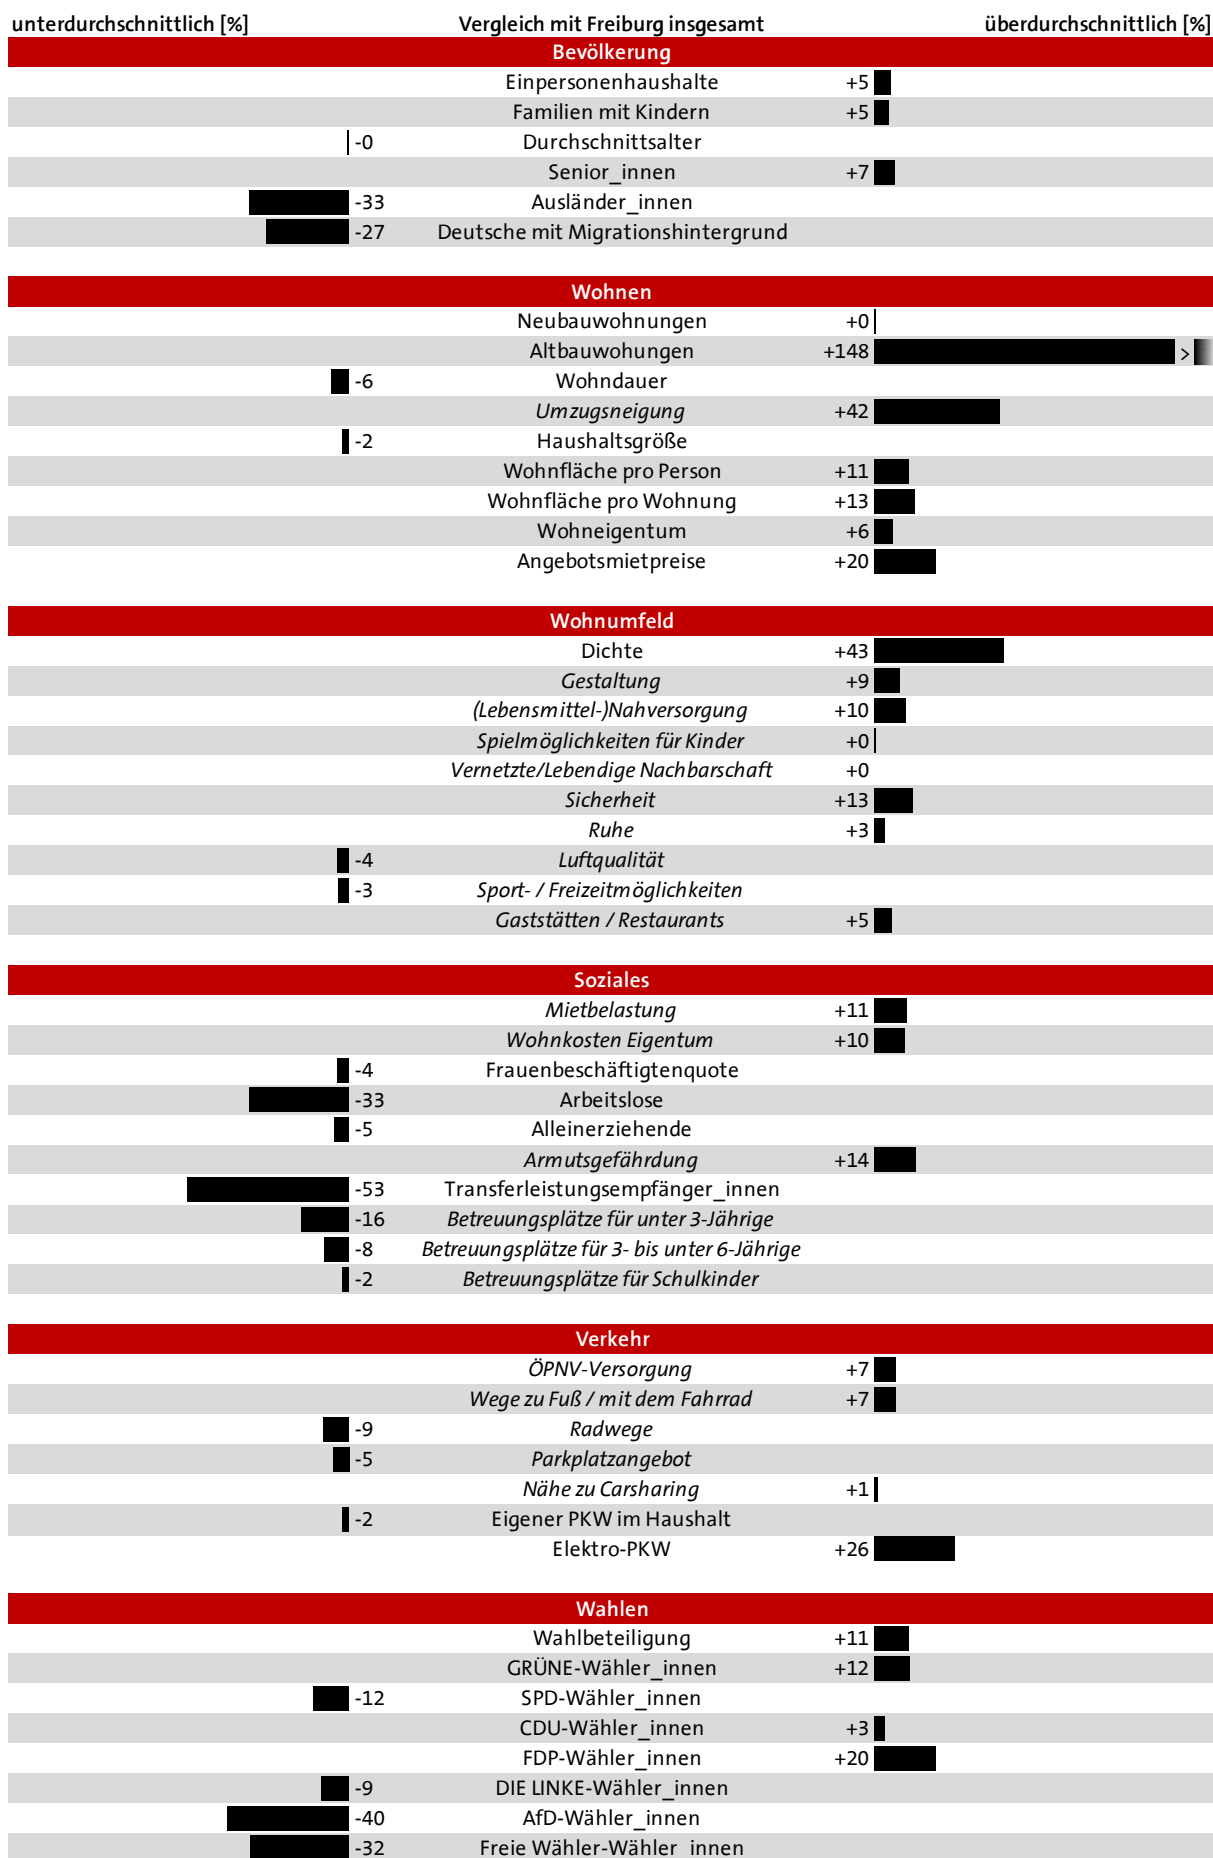 unterdurchschnittlich [%] Vergleich mit Freiburg insgesamt überdurchschnittlich [%]
Bevölkerung
Einpersonenhaushalte +5
Familien mit Kindern +5
-0 Durchschnittsalter
Senior_innen +7
-33 Ausländer_innen
-27 Deutsche mit Migrationshintergrund
Wohnen
Neubauwohnungen +0
Altbauwohungen +148 >
-6 Wohndauer
Umzugsneigung +42
-2 Haushaltsgröße
Wohnfläche pro Person +11
Wohnfläche pro Wohnung +13
Wohneigentum +6
Angebotsmietpreise +20
Wohnumfeld
Dichte +43
Gestaltung +9
(Lebensmittel-)Nahversorgung +10
Spielmöglichkeiten für Kinder +0
Vernetzte/Lebendige Nachbarschaft +0
Sicherheit +13
Ruhe +3
-4 Luftqualität
-3 Sport- / Freizeitmöglichkeiten
Gaststätten / Restaurants +5
Soziales
Mietbelastung +11
Wohnkosten Eigentum +10
-4 Frauenbeschäftigtenquote
-33 Arbeitslose
-5 Alleinerziehende
Armutsgefährdung +14
-53 Transferleistungsempfänger_innen
-16 Betreuungsplätze für unter 3-Jährige
-8 Betreuungsplätze für 3- bis unter 6-Jährige
-2 Betreuungsplätze für Schulkinder
Verkehr
ÖPNV-Versorgung +7
Wege zu Fuß / mit dem Fahrrad +7
-9 Radwege
-5 Parkplatzangebot
Nähe zu Carsharing +1
-2 Eigener PKW im Haushalt
Elektro-PKW +26
Wahlen
Wahlbeteiligung +11
GRÜNE-Wähler_innen +12
-12 SPD-Wähler_innen
CDU-Wähler_innen +3
FDP-Wähler_innen +20
-9 DIE LINKE-Wähler_innen
-40 AfD-Wähler_innen
-32 Freie Wähler-Wähler_innen